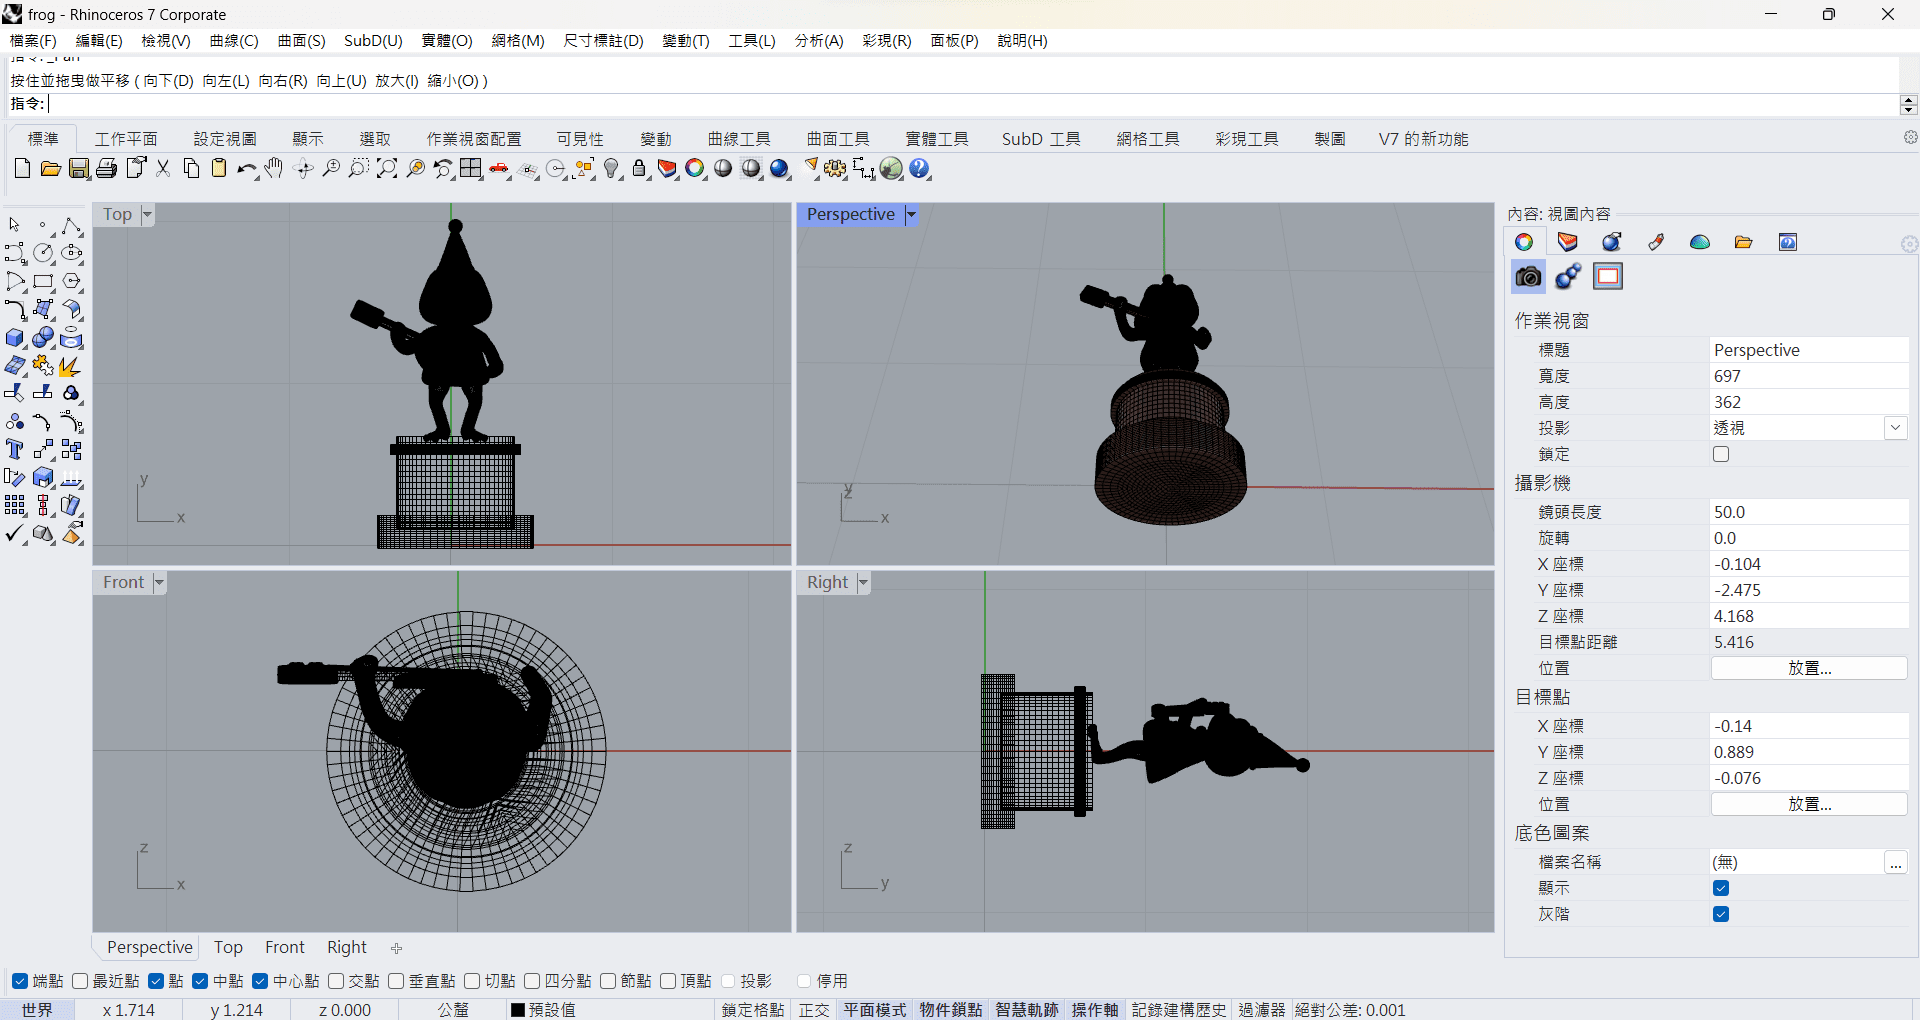 frog - Rhinoceros 7 Corporate
檔案(F) 編輯(E) 檢視(V) 曲線(C) 曲面(S) SubD(U) 實體(O) 網格(M) 尺寸標註(D) 變動(T) 工具(L) 分析(A) 彩現(R) 面板(P) 說明(H)
指令: _Pan
按住並拖曳做平移 ( 向下(D) 向左(L) 向右(R) 向上(U) 放大(I) 縮小(O) )
指令:
標準 工作平面 設定視圖 顯示 選取 作業視窗配置 可見性 變動 曲線工具 曲面工具 實體工具 SubD 工具 網格工具 彩現工具 製圖 V7 的新功能
Top
y
x
Perspective
y
z
x
Front
z
x
Right
z
y
內容: 視圖內容
作業視窗
標題 Perspective
寬度 697
高度 362
投影 透視
鎖定
攝影機
鏡頭長度 50.0
旋轉 0.0
X 座標 -0.104
Y 座標 -2.475
Z 座標 4.168
目標點距離 5.416
位置 放置...
目標點
X 座標 -0.14
Y 座標 0.889
Z 座標 -0.076
位置 放置...
底色圖案
檔案名稱 (無) ...
顯示
灰階
Perspective Top Front Right
端點 最近點 點 中點 中心點 交點 垂直點 切點 四分點 節點 頂點 投影 停用
世界 x 1.714 y 1.214 z 0.000 公釐 預設值 鎖定格點 正交 平面模式 物件鎖點 智慧軌跡 操作軸 記錄建構歷史 過濾器 絕對公差: 0.001